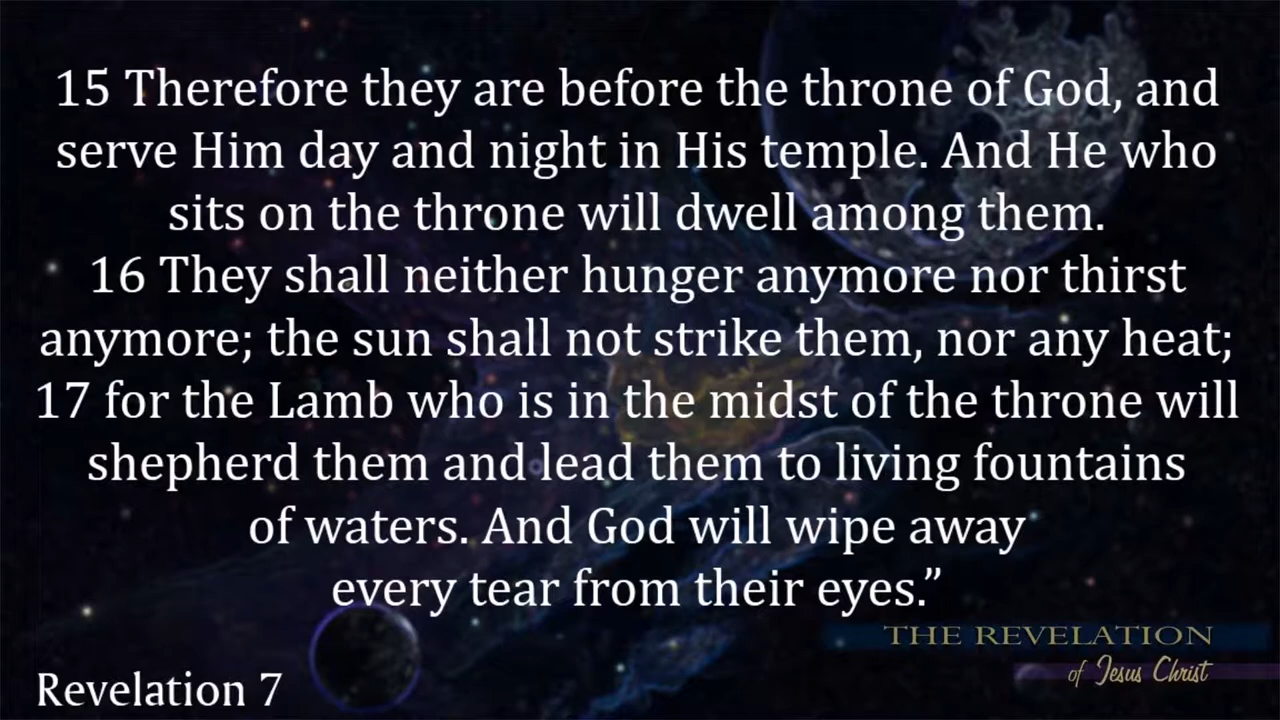 15 Therefore they are before the throne of God, and
serve Him day and night in His temple. And He who
sits on the throne will dwell among them.
16 They shall neither hunger anymore nor thirst
anymore; the sun shall not strike them, nor any heat;
17 for the Lamb who is in the midst of the throne will
shepherd them and lead them to living fountains
of waters. And God will wipe away
every tear from their eyes.”
THE REVELATION
of Jesus Christ
Revelation 7